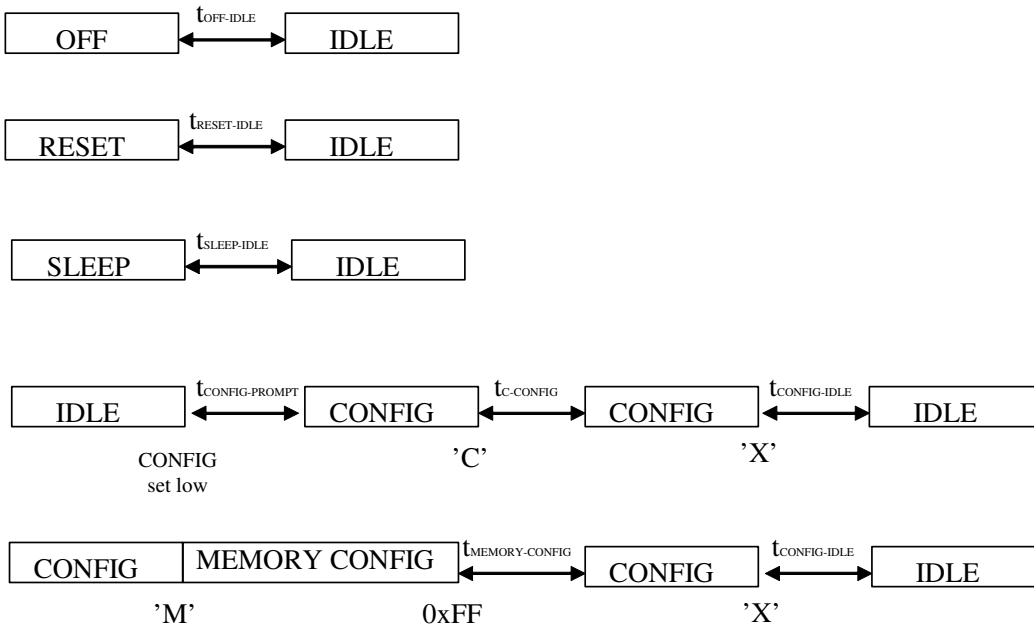 tOFF-IDLE
OFF IDLE
tRESET-IDLE
RESET IDLE
tSLEEP-IDLE
SLEEP IDLE
tCONFIG-PROMPT tC-CONFIG tCONFIG-IDLE
IDLE CONFIG CONFIG IDLE
CONFIG
set low
’C’ ’X’
tMEMORY-CONFIG tCONFIG-IDLE
CONFIG MEMORY CONFIG CONFIG IDLE
’M’ 0xFF ’X’